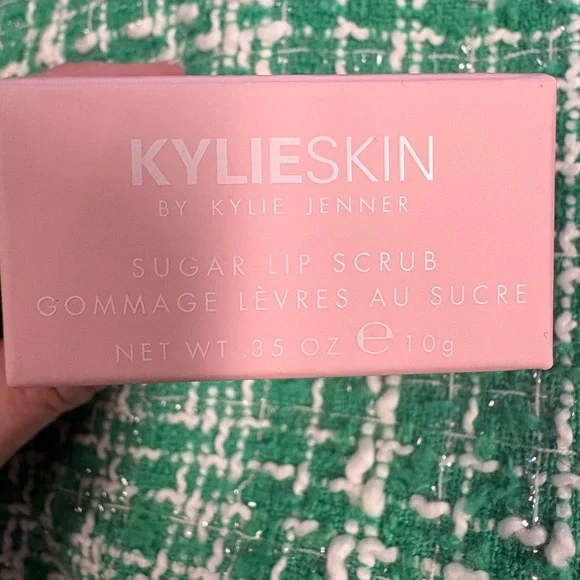 KYLIESKIN
BY KYLIE JENNER
SUGAR LIP SCRUB
GOMMAGE LÈVRES AU SUCRE
NET WT .35 OZ ℮ 10g